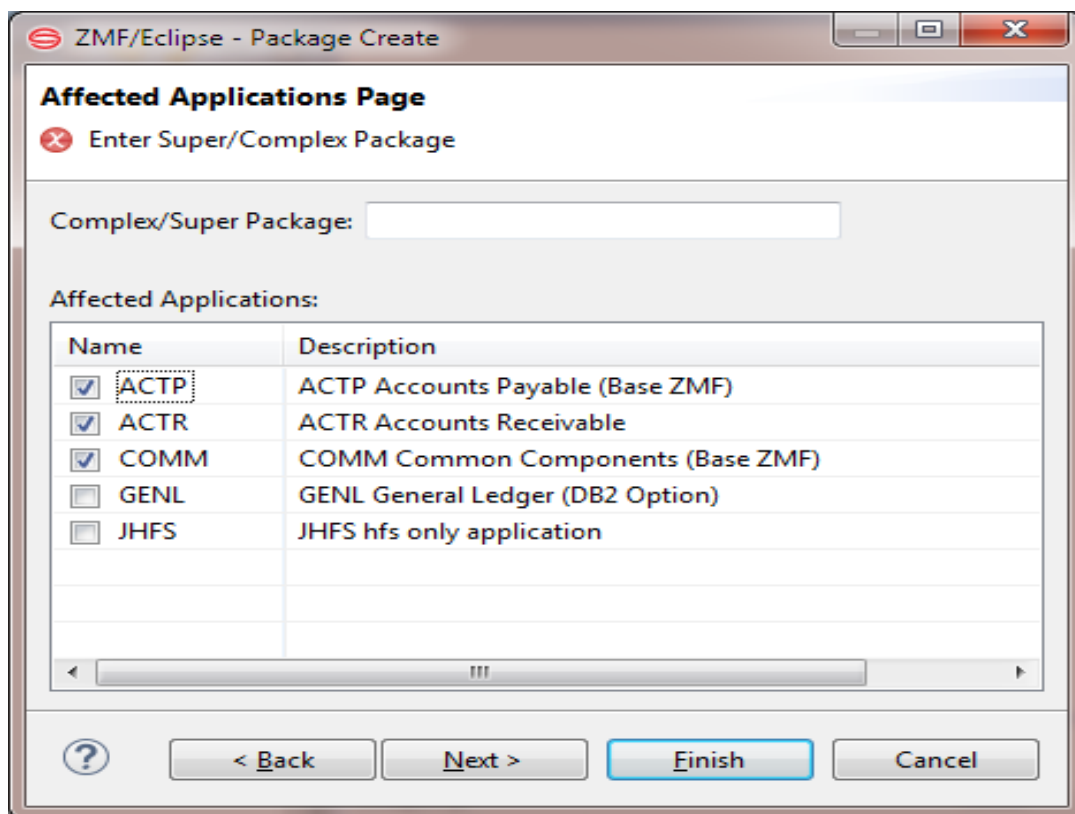 ZMF/Eclipse - Package Create
Affected Applications Page
Enter Super/Complex Package
Complex/Super Package:
Affected Applications:
Name Description
ACTP ACTP Accounts Payable (Base ZMF)
ACTR ACTR Accounts Receivable
COMM COMM Common Components (Base ZMF)
GENL GENL General Ledger (DB2 Option)
JHFS JHFS hfs only application
? < Back Next > Finish Cancel